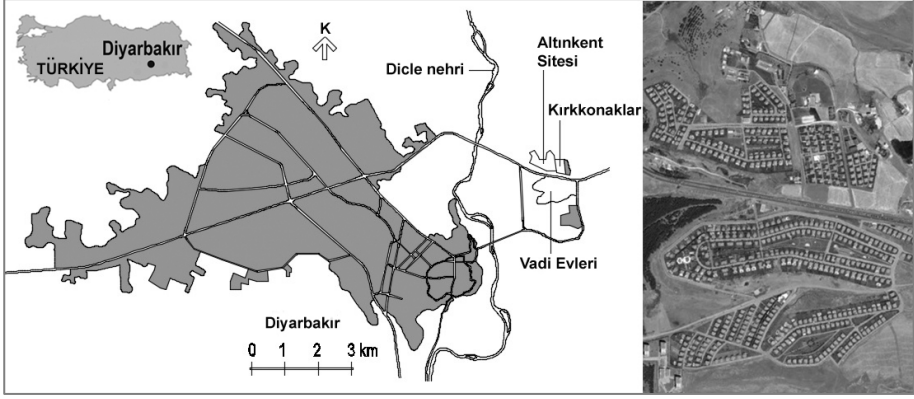 Diyarbakır
TÜRKİYE
K
Dicle nehri
Altınkent
Sitesi
Kırkkonaklar
Vadi Evleri
Diyarbakır
0 1 2 3 km